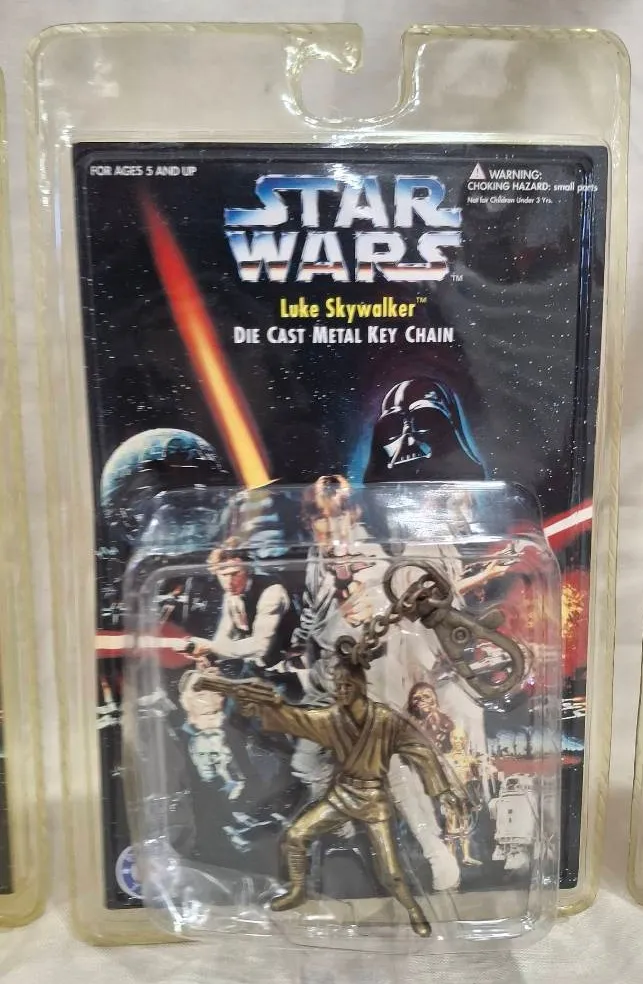 FOR AGES 5 AND UP
WARNING:
CHOKING HAZARD: small parts
Not for Children Under 3 Yrs.
STAR
WARS™
Luke Skywalker™
DIE CAST METAL KEY CHAIN